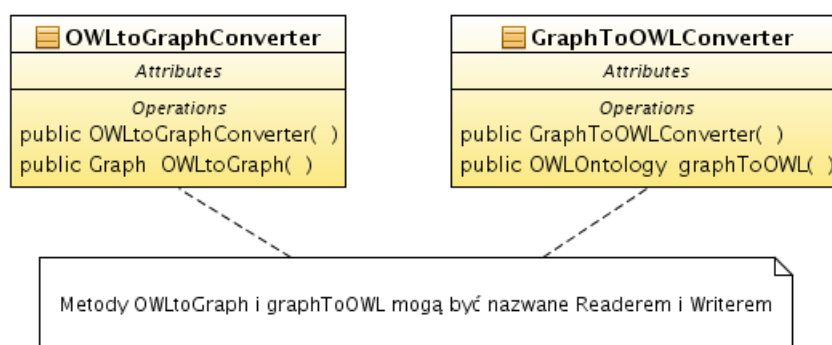 OWLtoGraphConverter
Attributes
Operations
public OWLtoGraphConverter( )
public Graph OWLtoGraph( )
GraphToOWLConverter
Attributes
Operations
public GraphToOWLConverter( )
public OWLOntology graphToOWL( )
Metody OWLtoGraph i graphToOWL mogą być nazwane Readerem i Writerem